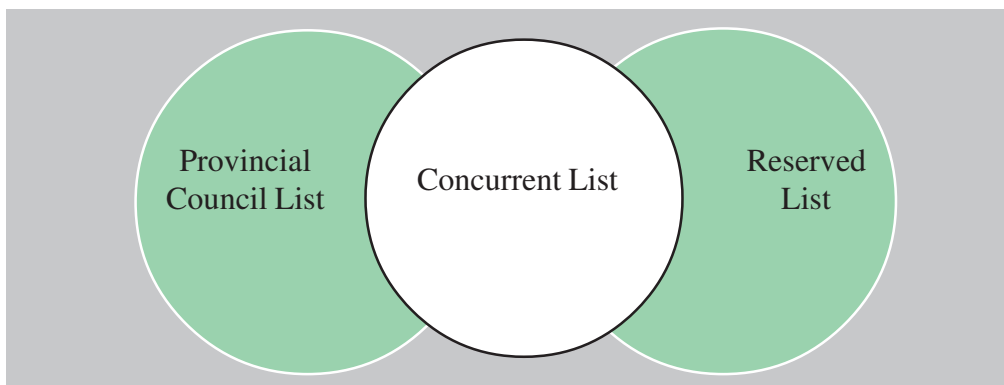 Provincial
Council List
Concurrent List
Reserved
List